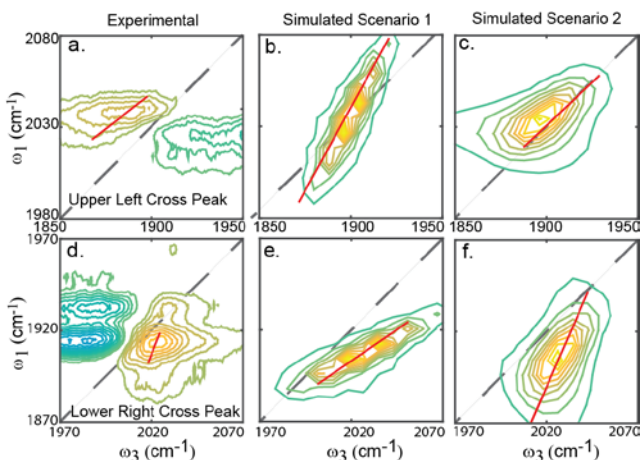 Experimental Simulated Scenario 1 Simulated Scenario 2
2080
a. b. c.
ω₁ (cm⁻¹)
2030
Upper Left Cross Peak
1980
1850 1900 1950 1850 1900 1950 1850 1900 1950
1970
d. e. f.
ω₁ (cm⁻¹)
1920
Lower Right Cross Peak
1870
1970 2020 2070 1970 2020 2070 1970 2020 2070
ω₃ (cm⁻¹) ω₃ (cm⁻¹) ω₃ (cm⁻¹)